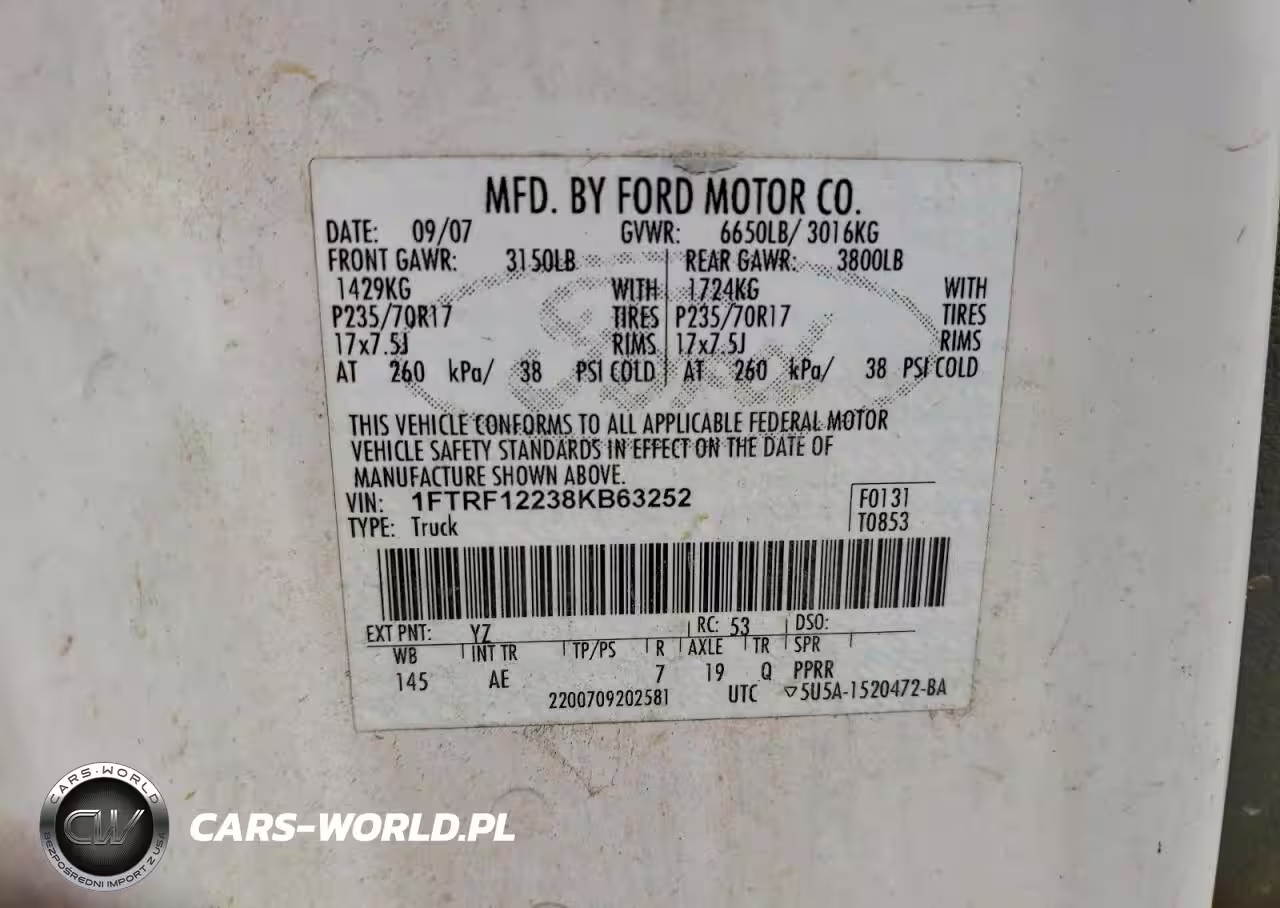 MFD. BY FORD MOTOR CO.
DATE: 09/07 GVWR: 6650LB/ 3016KG
FRONT GAWR: 3150LB REAR GAWR: 3800LB
1429KG WITH 1724KG WITH
P235/70R17 TIRES P235/70R17 TIRES
17x7.5J RIMS 17x7.5J RIMS
AT 260 kPa/ 38 PSI COLD AT 260 kPa/ 38 PSI COLD
THIS VEHICLE CONFORMS TO ALL APPLICABLE FEDERAL MOTOR
VEHICLE SAFETY STANDARDS IN EFFECT ON THE DATE OF
MANUFACTURE SHOWN ABOVE.
VIN: 1FTRF12238KB63252 F0131
TYPE: Truck T0853
EXT PNT: YZ RC: 53 DSO:
WB INT TR TP/PS R AXLE TR SPR
145 AE 7 19 Q PPRR
2200709202581 UTC ▽5U5A-1520472-BA
CARS-WORLD
CW
BEZPOŚREDNI IMPORT Z USA
CARS-WORLD.PL